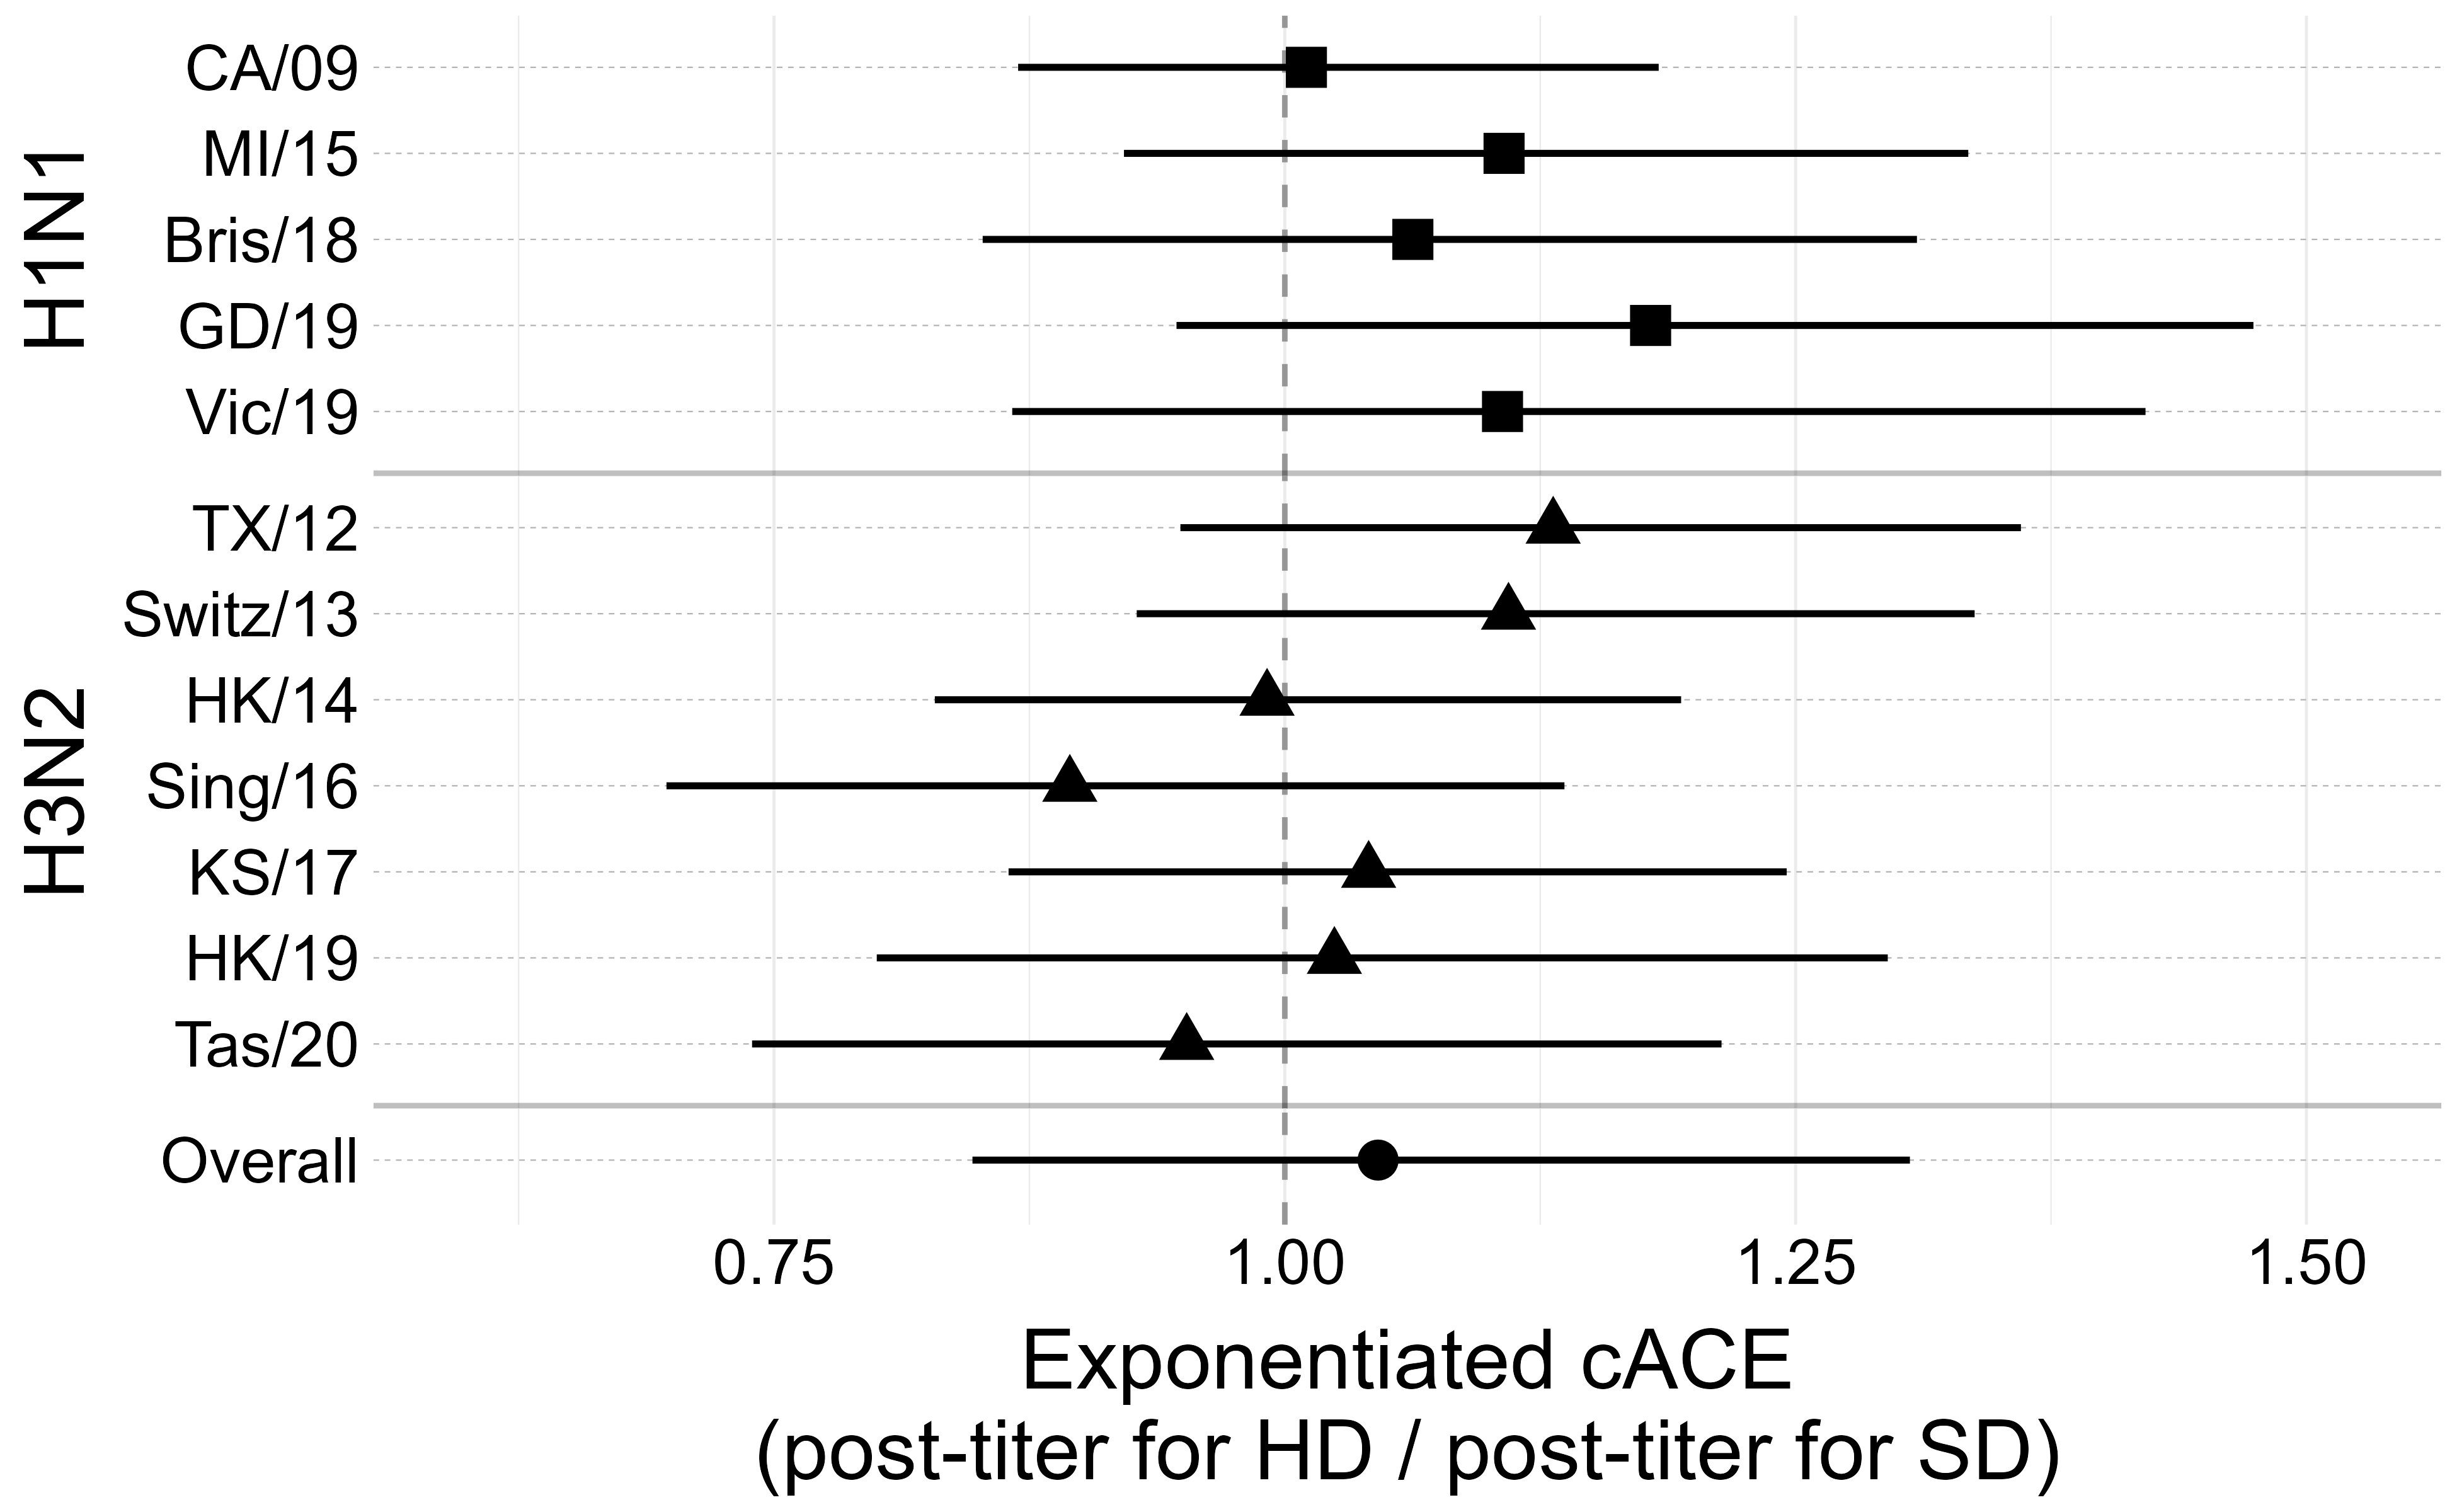 H1N1
CA/09
MI/15
Bris/18
GD/19
Vic/19
H3N2
TX/12
Switz/13
HK/14
Sing/16
KS/17
HK/19
Tas/20
Overall
0.75 1.00 1.25 1.50
Exponentiated cACE
(post-titer for HD / post-titer for SD)